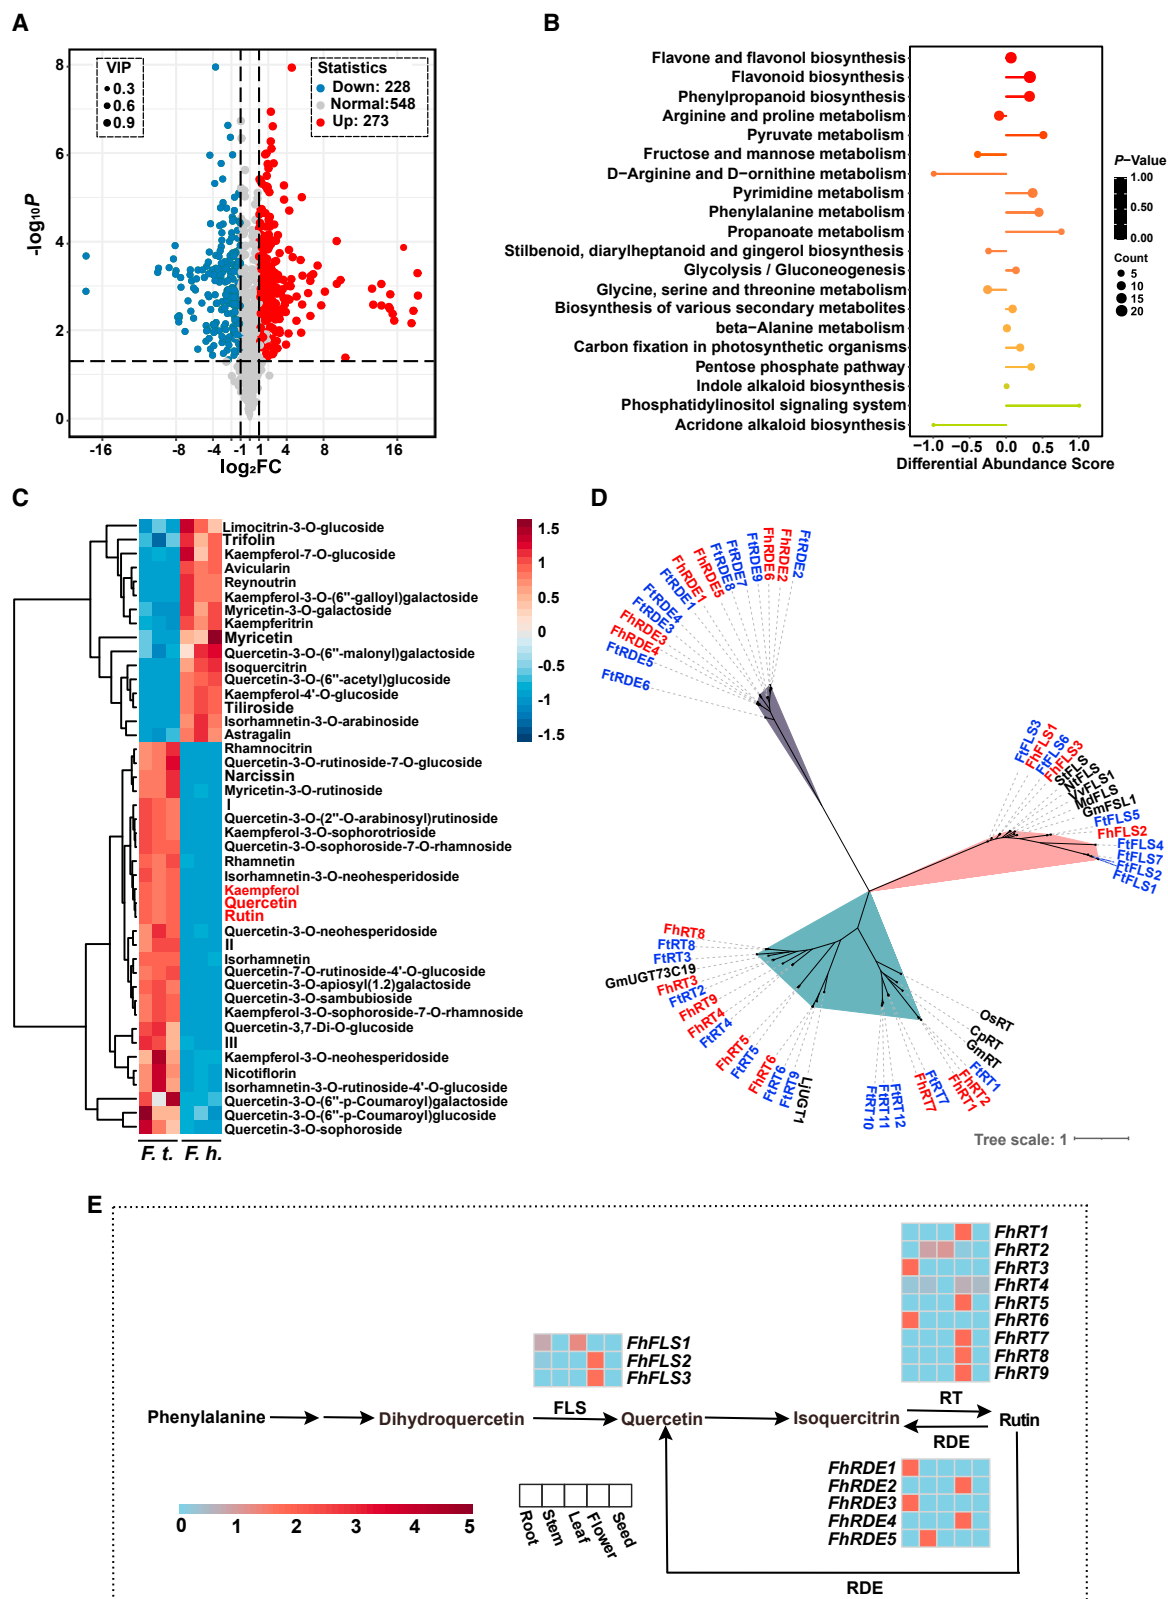 A
VIP
0.3
0.6
0.9
Statistics
Down: 228
Normal:548
Up: 273
8
6
4
2
0
-log₁₀P
-16
-8
-4
-1
1
4
8
16
log₂FC
B
Flavone and flavonol biosynthesis
Flavonoid biosynthesis
Phenylpropanoid biosynthesis
Arginine and proline metabolism
Pyruvate metabolism
Fructose and mannose metabolism
D−Arginine and D−ornithine metabolism
Pyrimidine metabolism
Phenylalanine metabolism
Propanoate metabolism
Stilbenoid, diarylheptanoid and gingerol biosynthesis
Glycolysis / Gluconeogenesis
Glycine, serine and threonine metabolism
Biosynthesis of various secondary metabolites
beta−Alanine metabolism
Carbon fixation in photosynthetic organisms
Pentose phosphate pathway
Indole alkaloid biosynthesis
Phosphatidylinositol signaling system
Acridone alkaloid biosynthesis
−1.0
−0.5
0.0
0.5
1.0
Differential Abundance Score
P−Value
1.00
0.50
0.00
Count
5
10
15
20
C
Limocitrin-3-O-glucoside
Trifolin
Kaempferol-7-O-glucoside
Avicularin
Reynoutrin
Kaempferol-3-O-(6''-galloyl)galactoside
Myricetin-3-O-galactoside
Kaempferitrin
Myricetin
Quercetin-3-O-(6''-malonyl)galactoside
Isoquercitrin
Quercetin-3-O-(6''-acetyl)glucoside
Kaempferol-4'-O-glucoside
Tiliroside
Isorhamnetin-3-O-arabinoside
Astragalin
Rhamnocitrin
Quercetin-3-O-rutinoside-7-O-glucoside
Narcissin
Myricetin-3-O-rutinoside
I
Quercetin-3-O-(2''-O-arabinosyl)rutinoside
Kaempferol-3-O-sophorotrioside
Quercetin-3-O-sophoroside-7-O-rhamnoside
Rhamnetin
Isorhamnetin-3-O-neohesperidoside
Kaempferol
Quercetin
Rutin
Quercetin-3-O-neohesperidoside
II
Isorhamnetin
Quercetin-7-O-rutinoside-4'-O-glucoside
Quercetin-3-O-apiosyl(1.2)galactoside
Quercetin-3-O-sambubioside
Kaempferol-3-O-sophoroside-7-O-rhamnoside
Quercetin-3,7-Di-O-glucoside
III
Kaempferol-3-O-neohesperidoside
Nicotiflorin
Isorhamnetin-3-O-rutinoside-4'-O-glucoside
Quercetin-3-O-(6''-p-Coumaroyl)galactoside
Quercetin-3-O-(6''-p-Coumaroyl)glucoside
Quercetin-3-O-sophoroside
F. t.
F. h.
1.5
1
0.5
0
-0.5
-1
-1.5
D
FtRDE6
FtRDE5
FhRDE4
FhRDE3
FtRDE3
FtRDE4
FtRDE1
FhRDE1
FhRDE5
FtRDE8
FtRDE7
FtRDE9
FhRDE6
FhRDE2
FtRDE2
FtFLS3
FhFLS1
FtFLS6
FhFLS3
StFLS
NtFLS
VvFLS1
MdFLS
GmFSL1
FtFLS5
FhFLS2
FtFLS4
FtFLS7
FtFLS2
FtFLS1
FhRT8
FtRT8
FtRT3
GmUGT73C19
FhRT3
FtRT2
FhRT9
FhRT4
FtRT4
FhRT5
FtRT5
FhRT6
FtRT6
FtRT9
LjUGT1
FtRT10
FtRT11
FtRT12
FhRT7
FtRT7
FhRT1
FhRT2
FtRT1
GmRT
CpRT
OsRT
Tree scale: 1
E
FhRT1
FhRT2
FhRT3
FhRT4
FhRT5
FhRT6
FhRT7
FhRT8
FhRT9
FhFLS1
FhFLS2
FhFLS3
Phenylalanine
Dihydroquercetin
FLS
Quercetin
Isoquercitrin
RT
RDE
Rutin
FhRDE1
FhRDE2
FhRDE3
FhRDE4
FhRDE5
0
1
2
3
4
5
Root
Stem
Leaf
Flower
Seed
RDE